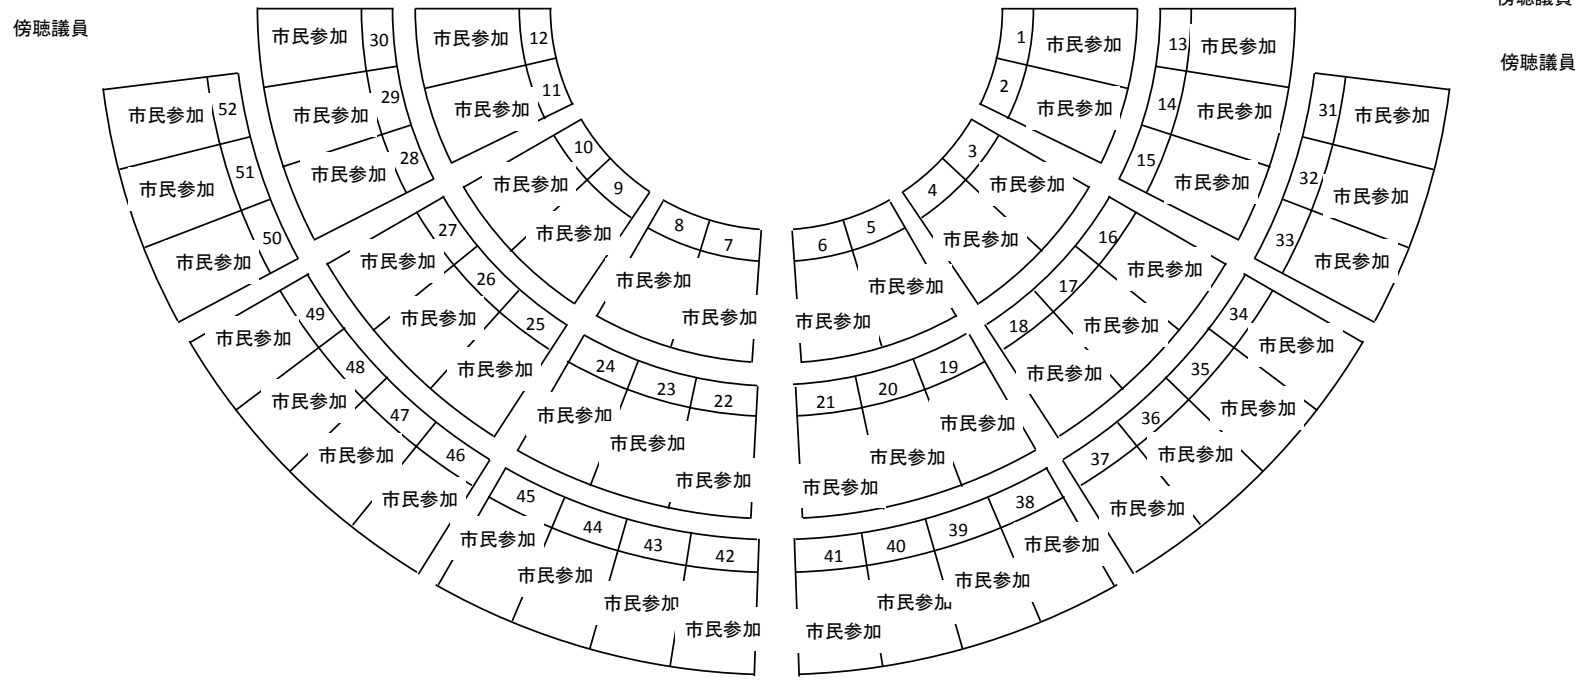 傍聴議員
傍聴議員
傍聴議員
市民参加 30 市民参加 12 1 市民参加 13 市民参加
市民参加 29 市民参加 11 2 市民参加 14 市民参加
市民参加 52 31 市民参加
市民参加 28 15 市民参加
市民参加 51 32 市民参加
市民参加 50 33 市民参加
市民参加 10 3 市民参加
市民参加 9 4 市民参加
市民参加 8 5 市民参加
市民参加 7 6 市民参加
市民参加 27 16 市民参加
市民参加 26 17 市民参加
市民参加 25 18 市民参加
市民参加 24 19 市民参加
市民参加 23 20 市民参加
市民参加 22 21 市民参加
市民参加 49 34 市民参加
市民参加 48 35 市民参加
市民参加 47 36 市民参加
市民参加 46 37 市民参加
市民参加 45 38 市民参加
市民参加 44 39 市民参加
市民参加 43 40 市民参加
市民参加 42 41 市民参加